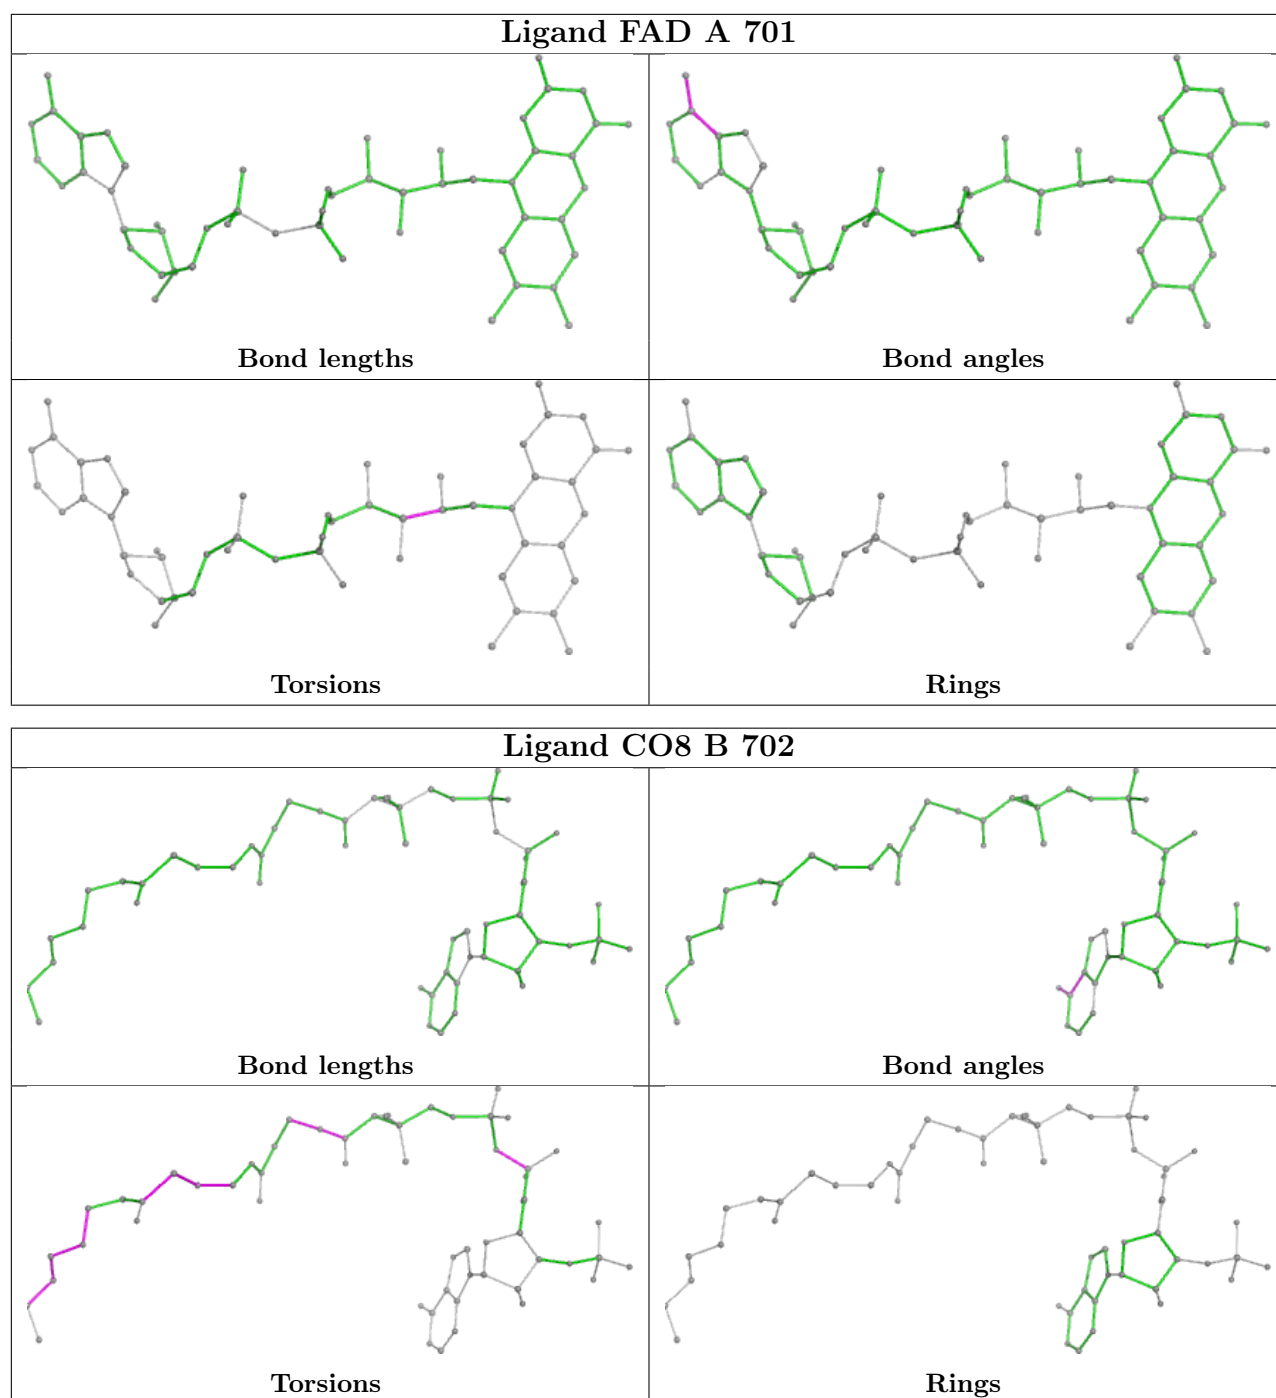 Ligand FAD A 701
Bond lengths
Bond angles
Torsions
Rings
Ligand CO8 B 702
Bond lengths
Bond angles
Torsions
Rings